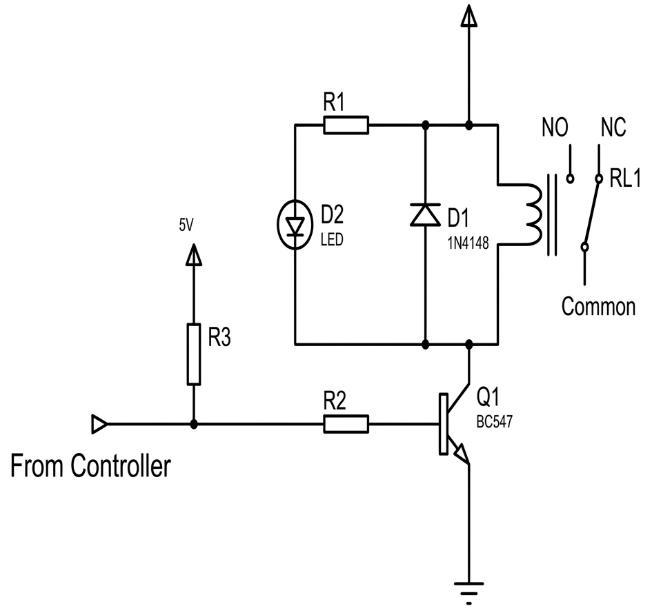 R1
NO
NC
RL1
D2
LED
D1
1N4148
5V
Common
R3
R2
Q1
BC547
From Controller